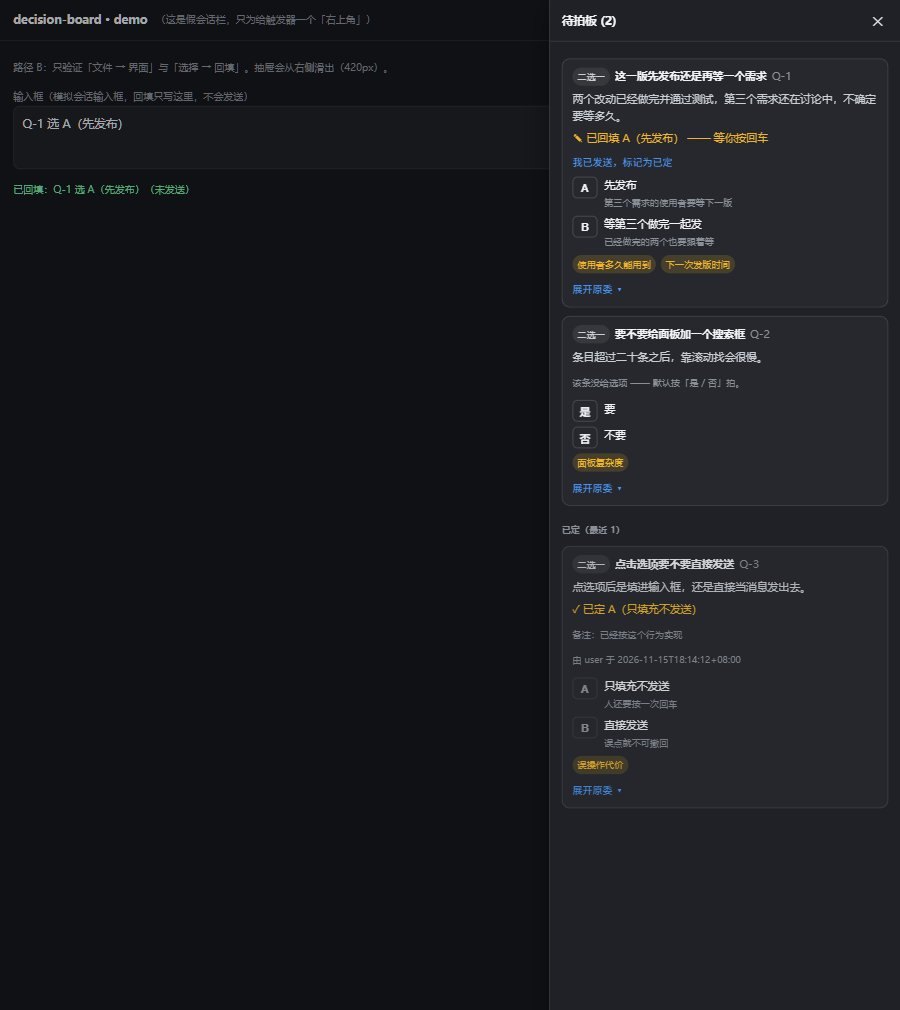 decision-board • demo （这是假会话栏，只为给触发器一个「右上角」）
路径 B：只验证「文件 → 界面」与「选择 → 回填」。抽屉会从右侧滑出（420px）。
输入框（模拟会话输入框，回填只写这里，不会发送）
Q-1 选 A（先发布）
已回填：Q-1 选 A（先发布）（未发送）
待拍板 (2) ✕
二选一 这一版先发布还是再等一个需求 Q-1
两个改动已经做完并通过测试，第三个需求还在讨论中，不确定
要等多久。
✎ 已回填 A（先发布） —— 等你按回车
我已发送，标记为已定
A 先发布
第三个需求的使用者要等下一版
B 等第三个做完一起发
已经做完的两个也要跟着等
使用者多久能用到 下一次发版时间
展开原委 ▾
二选一 要不要给面板加一个搜索框 Q-2
条目超过二十条之后，靠滚动找会很慢。
该条没给选项 —— 默认按「是 / 否」拍。
是 要
否 不要
面板复杂度
展开原委 ▾
已定（最近 1）
二选一 点击选项要不要直接发送 Q-3
点选项后是填进输入框，还是直接当消息发出去。
✓ 已定 A（只填充不发送）
备注：已经按这个行为实现
由 user 于 2026-11-15T18:14:12+08:00
A 只填充不发送
人还要按一次回车
B 直接发送
误点就不可撤回
误操作代价
展开原委 ▾